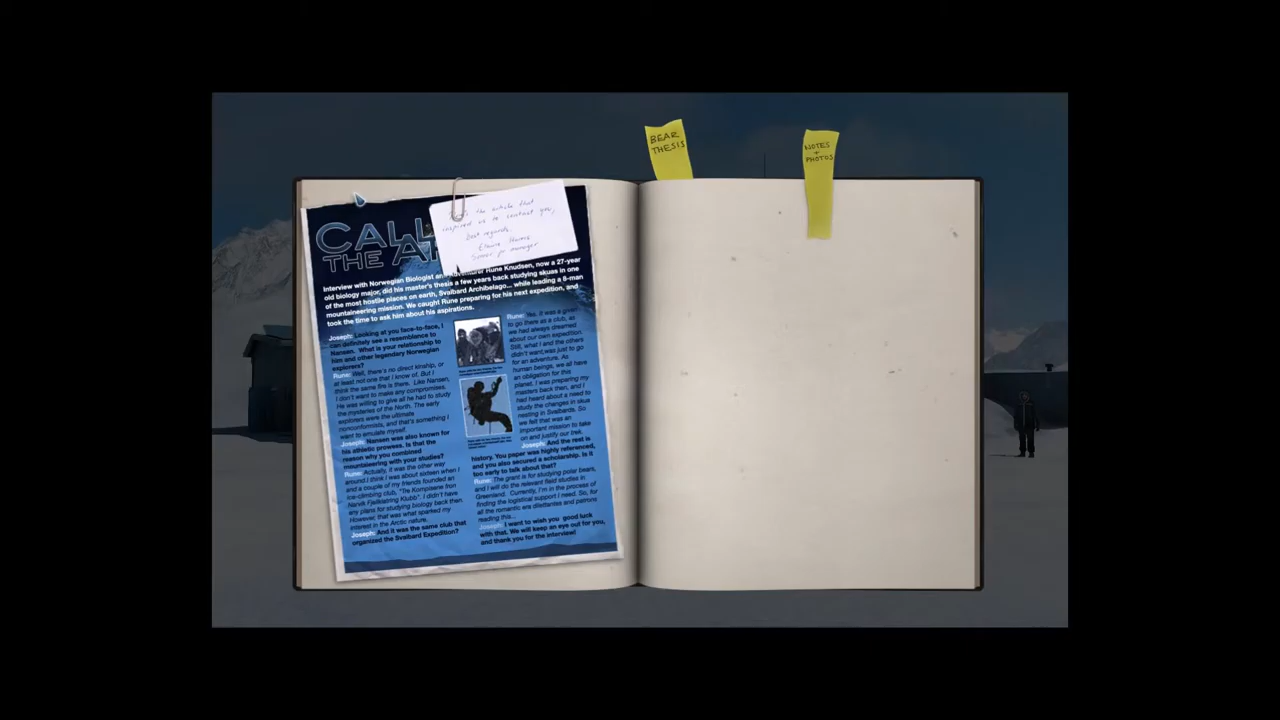 BEAR
THESIS
NOTES
+
PHOTOS
the article that
inspired us to contact you,
best regards.
CALL
THE A
Interview with Norwegian Biologist and Adventurer Rune Knudsen, now a 27-year
old biology major, did his master's thesis a few years back studying skuas in one
of the most hostile places on earth, Svalbard Archibelago... while leading a 8-man
mountaineering mission. We caught Rune preparing for his next expedition, and
took the time to ask him about his aspirations.
Joseph: Looking at you face-to-face, I
can definitely see a resemblance to
Nansen. What is your relationship to
him and other legendary Norwegian
explorers?
Rune: Well, there's no direct kinship, or
at least not one that I know of. But I
think the same fire is there. Like Nansen,
I don't want to make any compromises.
He was willing to give all he had to study
the mysteries of the North. The early
explorers were the ultimate
nonconformists, and that's something I
want to emulate myself.
Joseph: Nansen was also known for
his athletic prowess. Is that the
reason why you combined
mountaineering with your studies?
Rune: Actually, it was the other way
around. I think I was about sixteen when I
and a couple of my friends founded an
ice-climbing club, "Tre Kompisene fron
Narvik Fjellklatring Klubb". I didn't have
any plans for studying biology back then.
However, that was what sparked my
interest in the Arctic nature.
Joseph: And it was the same club that
organized the Svalbard Expedition?
Rune: Yes, it was a given
to go there as a club, as
we had always dreamed
about our own expedition.
Still, what I and the others
didn't want,was just to go
for an adventure. As
human beings, we all have
an obligation for this
planet. I was preparing my
masters back then, and I
had heard about a need to
study the changes in skua
nesting in Svalbards. So
we felt that was an
important mission to take
on and justify our trek.
Joseph: And the rest is
history. You paper was highly referenced,
and you also secured a scholarship. Is it
too early to talk about that?
Rune: The grant is for studying polar bears,
and I will do the relevant field studies in
Greenland. Currently, I'm in the process of
finding the logistical support I need. So, for
all the romantic era dilettantes and patrons
reading this...
Joseph: I want to wish you good luck
with that. We will keep an eye out for you,
and thank you for the interview!